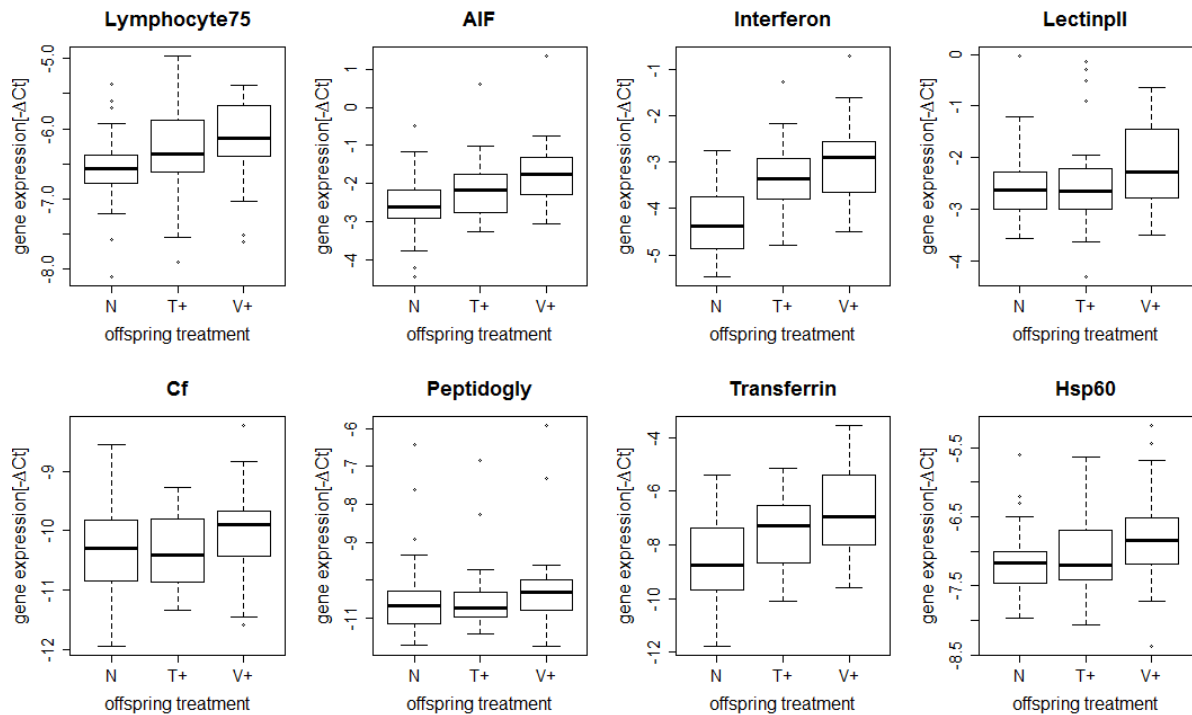 Lymphocyte75
gene expression[-ΔCt]
-5.0
-6.0
-7.0
-8.0
N T+ V+
offspring treatment
AIF
gene expression[-ΔCt]
1
0
-1
-2
-3
-4
N T+ V+
offspring treatment
Interferon
gene expression[-ΔCt]
-1
-2
-3
-4
-5
N T+ V+
offspring treatment
LectinpII
gene expression[-ΔCt]
0
-1
-2
-3
-4
N T+ V+
offspring treatment
Cf
gene expression[-ΔCt]
-9
-10
-11
-12
N T+ V+
offspring treatment
Peptidogly
gene expression[-ΔCt]
-6
-7
-8
-9
-11
N T+ V+
offspring treatment
Transferrin
gene expression[-ΔCt]
-4
-6
-8
-10
-12
N T+ V+
offspring treatment
Hsp60
gene expression[-ΔCt]
-5.5
-6.5
-7.5
-8.5
N T+ V+
offspring treatment